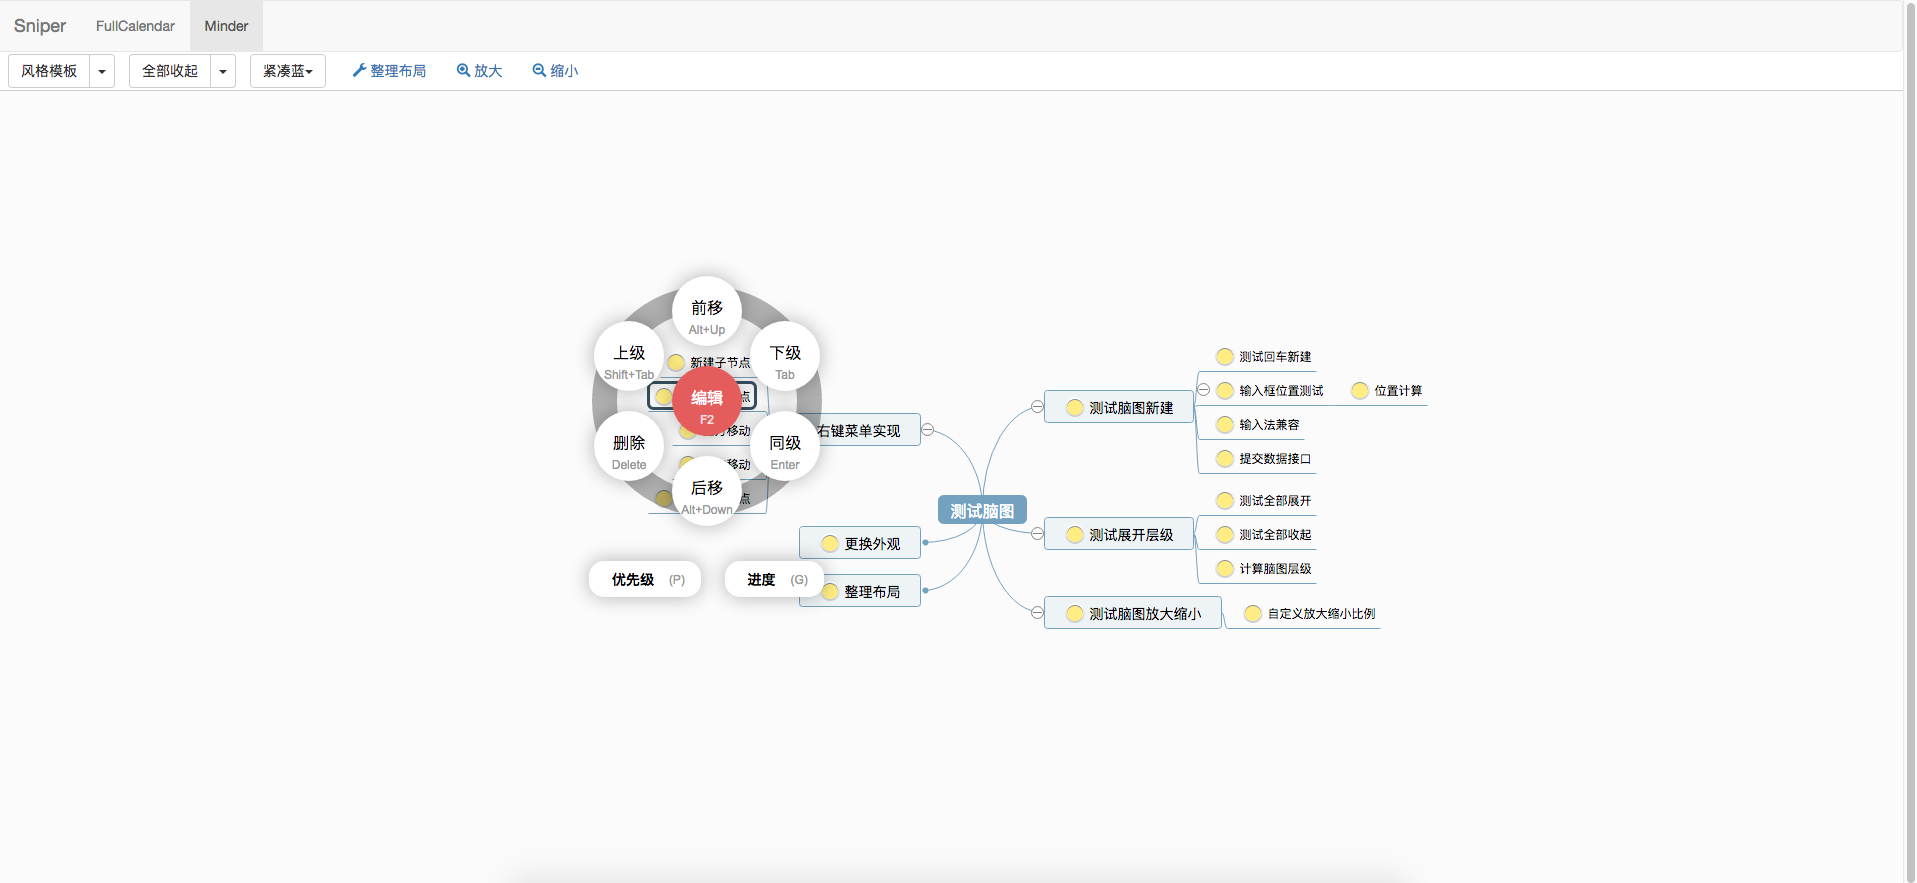 Sniper FullCalendar Minder
风格模板 全部收起 紧凑蓝 整理布局 放大 缩小
前移
Alt+Up
上级
Shift+Tab
下级
Tab
新建子节点
编辑
F2
点
移动
删除
Delete
同级
Enter
移动
后移
Alt+Down
点
右键菜单实现
更换外观
整理布局
优先级 (P)
进度 (G)
测试脑图
测试脑图新建
测试回车新建
输入框位置测试
位置计算
输入法兼容
提交数据接口
测试展开层级
测试全部展开
测试全部收起
计算脑图层级
测试脑图放大缩小
自定义放大缩小比例